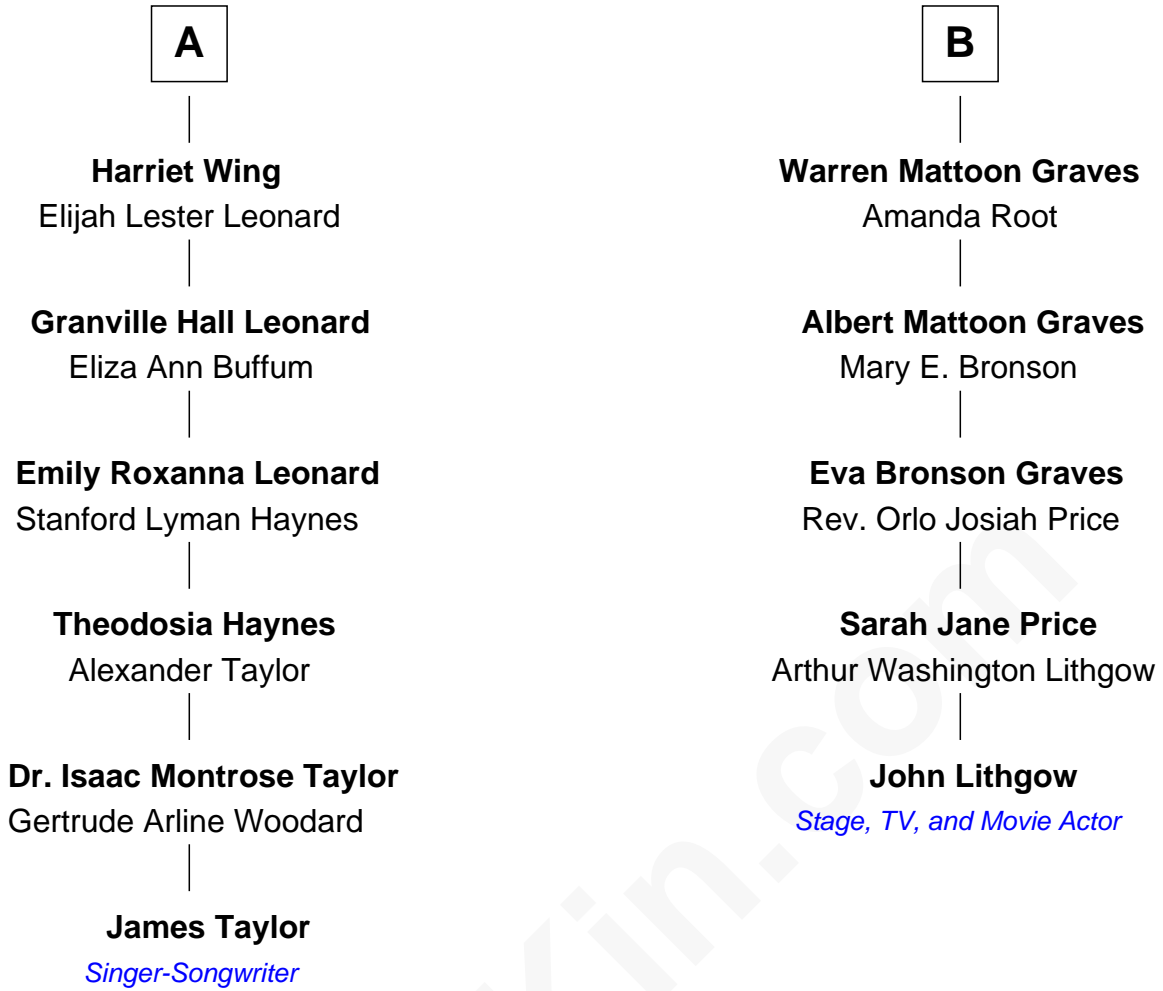 A
Harriet Wing
Elijah Lester Leonard
Granville Hall Leonard
Eliza Ann Buffum
Emily Roxanna Leonard
Stanford Lyman Haynes
Theodosia Haynes
Alexander Taylor
Dr. Isaac Montrose Taylor
Gertrude Arline Woodard
James Taylor
Singer-Songwriter
B
Warren Mattoon Graves
Amanda Root
Albert Mattoon Graves
Mary E. Bronson
Eva Bronson Graves
Rev. Orlo Josiah Price
Sarah Jane Price
Arthur Washington Lithgow
John Lithgow
Stage, TV, and Movie Actor
Kin.com